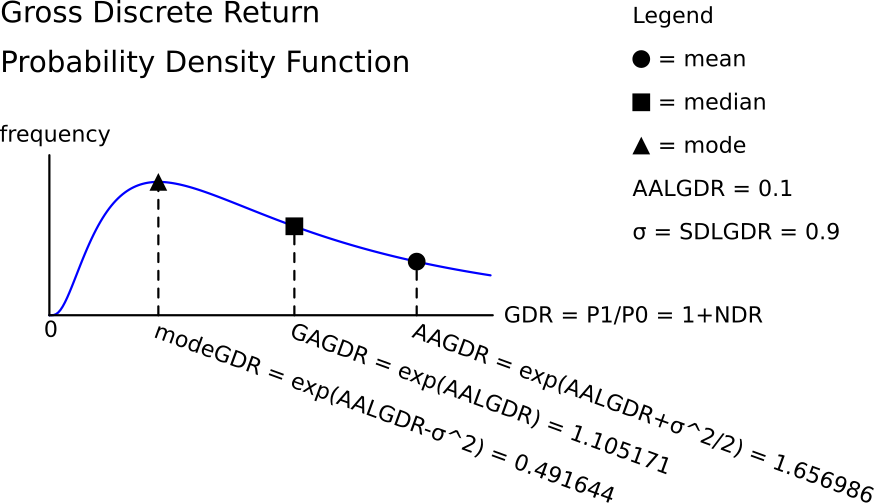 Gross Discrete Return
Probability Density Function
Legend
= mean
= median
= mode
AALGDR = 0.1
σ = SDLGDR = 0.9
frequency
0
GDR = P1/P0 = 1+NDR
modeGDR = exp(AALGDR-σ^2) = 0.491644
GAGDR = exp(AALGDR) = 1.105171
AAGDR = exp(AALGDR+σ^2/2) = 1.656986